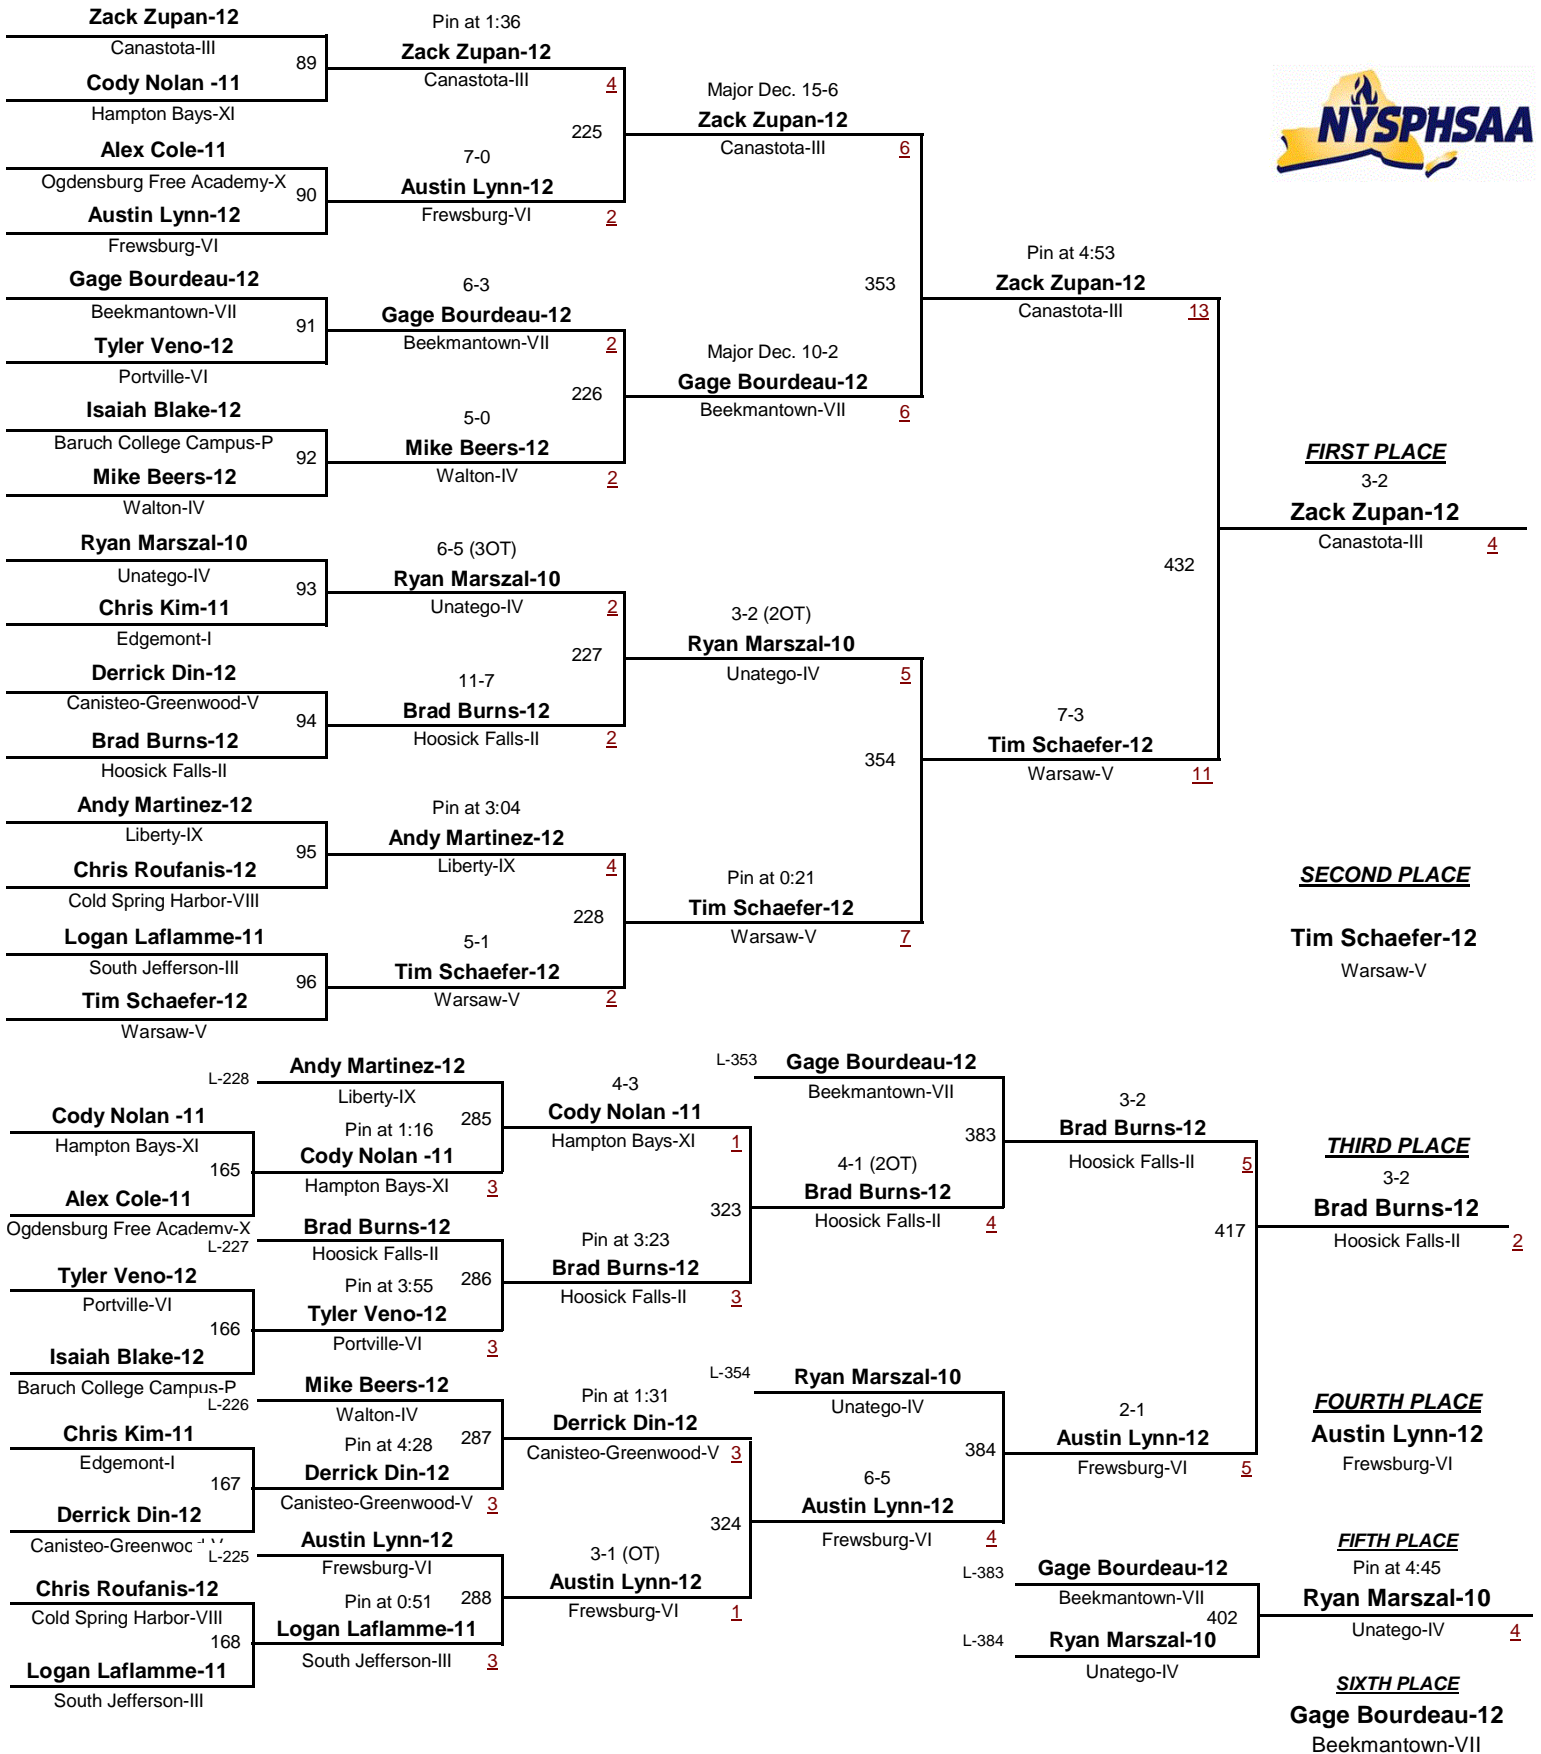 Zack Zupan-12
Canastota-III
89
Cody Nolan -11
Hampton Bays-XI
Alex Cole-11
Ogdensburg Free Academy-X
90
Austin Lynn-12
Frewsburg-VI
Gage Bourdeau-12
Beekmantown-VII
91
Tyler Veno-12
Portville-VI
Isaiah Blake-12
Baruch College Campus-P
92
Mike Beers-12
Walton-IV
Ryan Marszal-10
Unatego-IV
93
Chris Kim-11
Edgemont-I
Derrick Din-12
Canisteo-Greenwood-V
94
Brad Burns-12
Hoosick Falls-II
Andy Martinez-12
Liberty-IX
95
Chris Roufanis-12
Cold Spring Harbor-VIII
Logan Laflamme-11
South Jefferson-III
96
Tim Schaefer-12
Warsaw-V
Pin at 1:36
Zack Zupan-12
Canastota-III 4
225
7-0
Austin Lynn-12
Frewsburg-VI 2
6-3
Gage Bourdeau-12
Beekmantown-VII 2
226
5-0
Mike Beers-12
Walton-IV 2
6-5 (3OT)
Ryan Marszal-10
Unatego-IV 2
227
11-7
Brad Burns-12
Hoosick Falls-II 2
Pin at 3:04
Andy Martinez-12
Liberty-IX 4
228
5-1
Tim Schaefer-12
Warsaw-V 2
Major Dec. 15-6
Zack Zupan-12
Canastota-III 6
353
Major Dec. 10-2
Gage Bourdeau-12
Beekmantown-VII 6
3-2 (2OT)
Ryan Marszal-10
Unatego-IV 5
354
Pin at 0:21
Tim Schaefer-12
Warsaw-V 7
Pin at 4:53
Zack Zupan-12
Canastota-III 13
432
7-3
Tim Schaefer-12
Warsaw-V 11
NYSPHSAA
FIRST PLACE
3-2
Zack Zupan-12
Canastota-III 4
SECOND PLACE
Tim Schaefer-12
Warsaw-V
L-228
Cody Nolan -11
Hampton Bays-XI
165
Alex Cole-11
Ogdensburg Free Academy-X
L-227
Tyler Veno-12
Portville-VI
166
Isaiah Blake-12
Baruch College Campus-P
L-226
Chris Kim-11
Edgemont-I
167
Derrick Din-12
Canisteo-Greenwood-V
L-225
Chris Roufanis-12
Cold Spring Harbor-VIII
168
Logan Laflamme-11
South Jefferson-III
Andy Martinez-12
Liberty-IX
285
Pin at 1:16
Cody Nolan -11
Hampton Bays-XI 3
Brad Burns-12
Hoosick Falls-II
286
Pin at 3:55
Tyler Veno-12
Portville-VI 3
Mike Beers-12
Walton-IV
287
Pin at 4:28
Derrick Din-12
Canisteo-Greenwood-V 3
Austin Lynn-12
Frewsburg-VI
288
Pin at 0:51
Logan Laflamme-11
South Jefferson-III 3
4-3
Cody Nolan -11
Hampton Bays-XI 1
323
Pin at 3:23
Brad Burns-12
Hoosick Falls-II 3
Pin at 1:31
Derrick Din-12
Canisteo-Greenwood-V 3
324
3-1 (OT)
Austin Lynn-12
Frewsburg-VI 1
L-353
Gage Bourdeau-12
Beekmantown-VII
383
4-1 (2OT)
Brad Burns-12
Hoosick Falls-II 4
L-354
Ryan Marszal-10
Unatego-IV
384
6-5
Austin Lynn-12
Frewsburg-VI 4
3-2
Brad Burns-12
Hoosick Falls-II 5
417
2-1
Austin Lynn-12
Frewsburg-VI 5
THIRD PLACE
3-2
Brad Burns-12
Hoosick Falls-II 2
FOURTH PLACE
Austin Lynn-12
Frewsburg-VI
L-383
Gage Bourdeau-12
Beekmantown-VII
402
L-384
Ryan Marszal-10
Unatego-IV
FIFTH PLACE
Pin at 4:45
Ryan Marszal-10
Unatego-IV 4
SIXTH PLACE
Gage Bourdeau-12
Beekmantown-VII